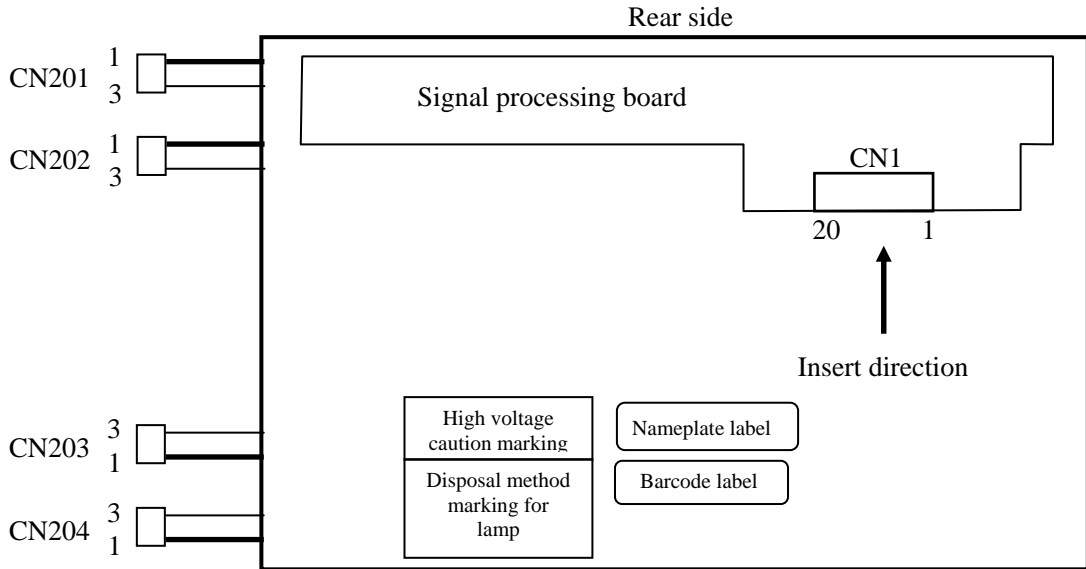 Rear side
1
CN201
3
Signal processing board
1
CN202
3
CN1
20
1
Insert direction
3
CN203
1
High voltage
caution marking
Nameplate label
Disposal method
marking for
lamp
Barcode label
3
CN204
1